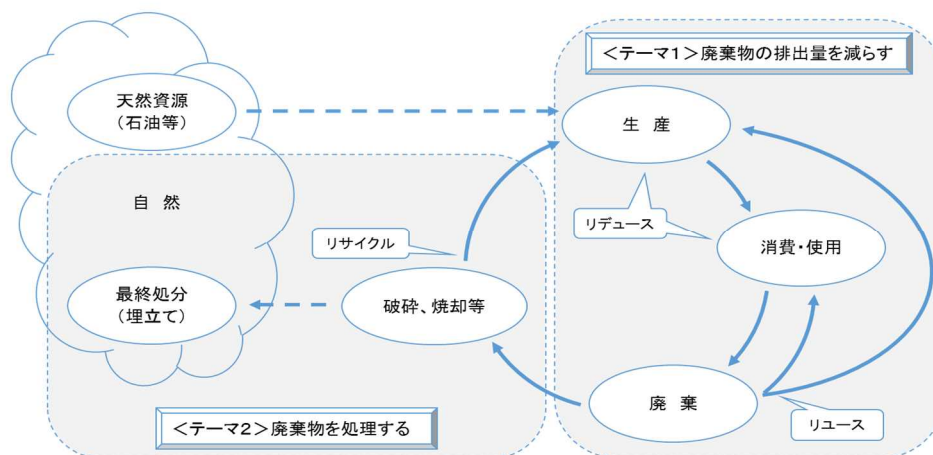 ＜テーマ１＞廃棄物の排出量を減らす
天然資源
（石油等）
生　産
自　然
リデュース
リサイクル
消費・使用
最終処分
（埋立て）
破砕、焼却等
廃　棄
リユース
＜テーマ２＞廃棄物を処理する